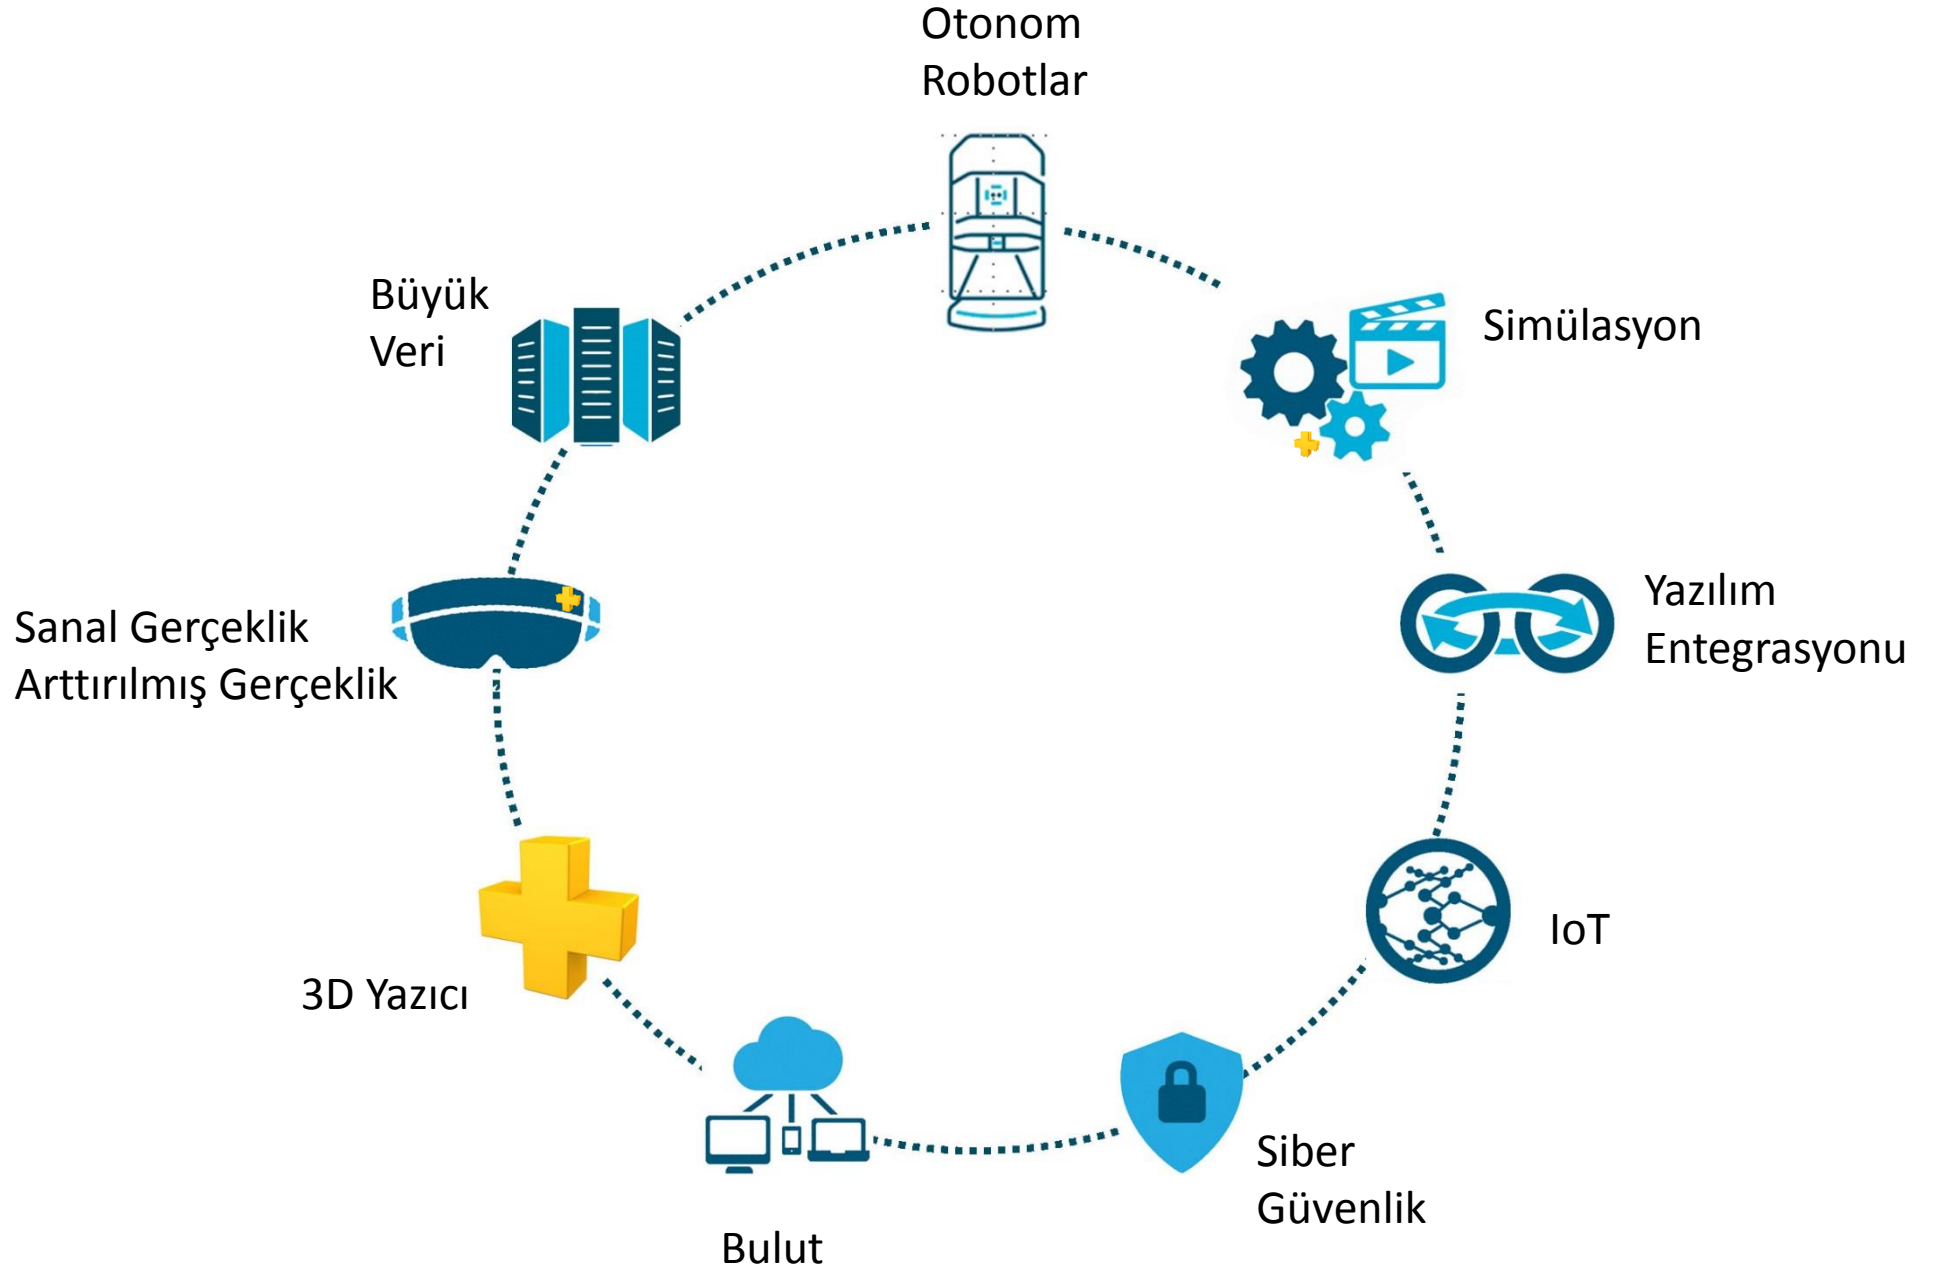 Otonom
Robotlar
Büyük
Veri
Simülasyon
Sanal Gerçeklik
Arttırılmış Gerçeklik
Yazılım
Entegrasyonu
3D Yazıcı
IoT
Siber
Güvenlik
Bulut